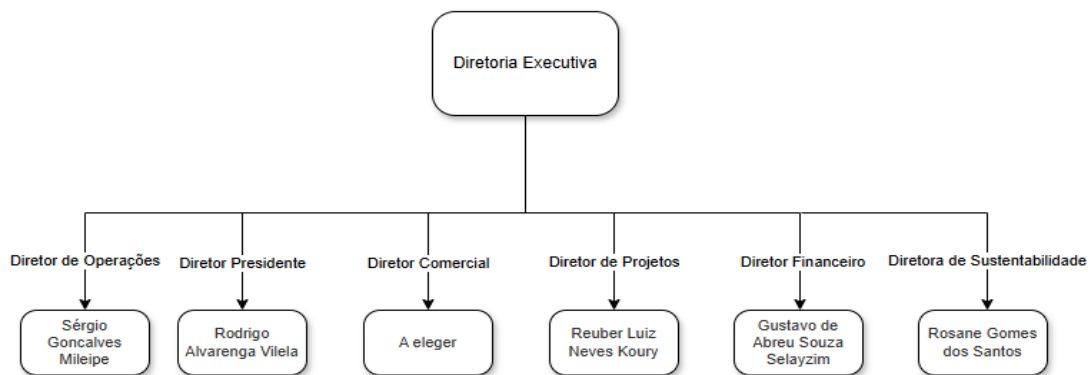 Diretoria Executiva
Diretor de Operações
Diretor Presidente
Diretor Comercial
Diretor de Projetos
Diretor Financeiro
Diretora de Sustentabilidade
Sérgio
Goncalves
Mileipe
Rodrigo
Alvarenga Vilela
A eleger
Reuber Luiz
Neves Koury
Gustavo de
Abreu Souza
Selayzim
Rosane Gomes
dos Santos